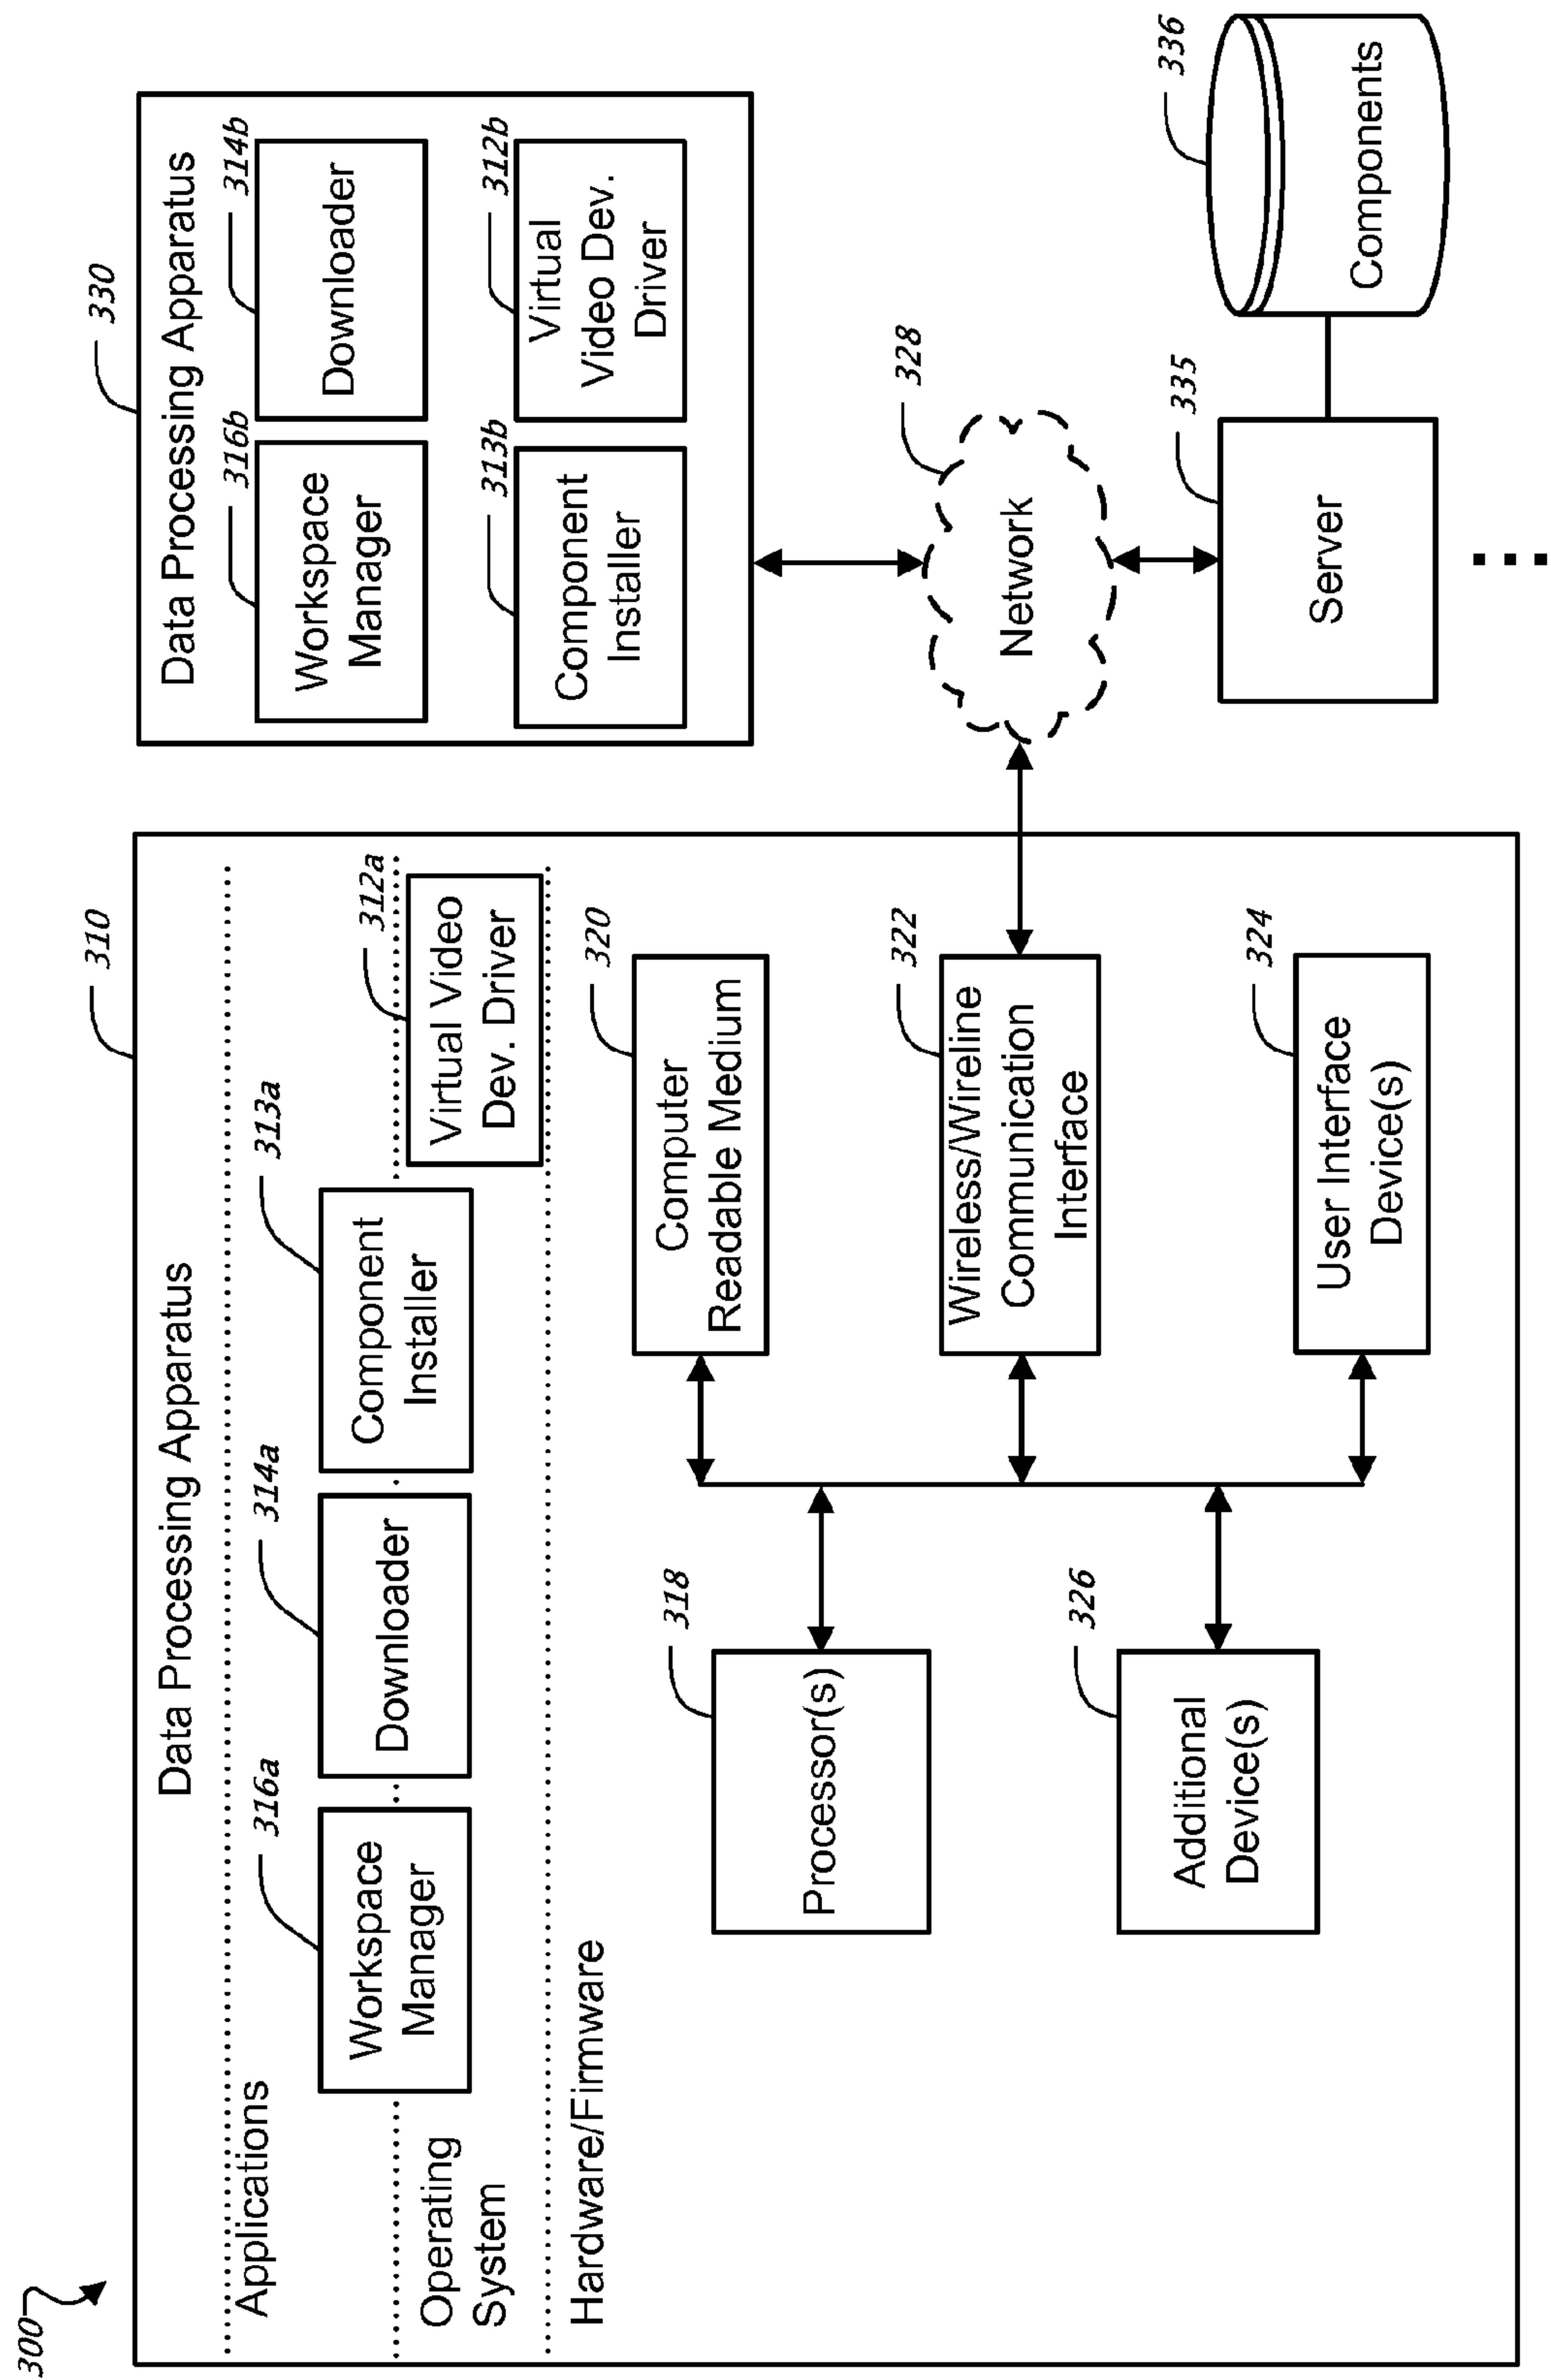 300
310
Data Processing Apparatus
Applications
316a
Workspace
Manager
314a
Downloader
313a
Component
Installer
312a
Virtual Video
Dev. Driver
Operating
System
Hardware/Firmware
318
Processor(s)
320
Computer
Readable Medium
322
Wireless/Wireline
Communication
Interface
326
Additional
Device(s)
324
User Interface
Device(s)
330
Data Processing Apparatus
316b
Workspace
Manager
314b
Downloader
313b
Component
Installer
312b
Virtual
Video Dev.
Driver
328
Network
335
Server
336
Components